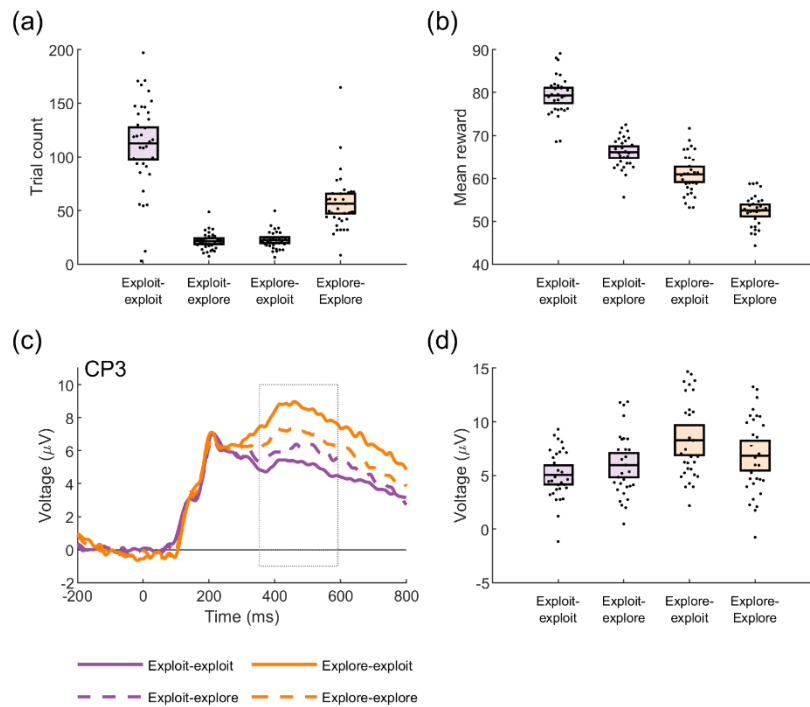 (a)
200
150
100
50
0
Trial count
Exploit-
exploit
Exploit-
explore
Explore-
exploit
Explore-
Explore
(b)
90
80
70
60
50
40
Mean reward
Exploit-
exploit
Exploit-
explore
Explore-
exploit
Explore-
Explore
(c)
CP3
10
8
6
4
2
0
-2
Voltage (μV)
-200
0
200
400
600
800
Time (ms)
(d)
15
10
5
0
-5
Voltage (μV)
Exploit-
exploit
Exploit-
explore
Explore-
exploit
Explore-
Explore
Exploit-exploit
Explore-exploit
Exploit-explore
Explore-explore